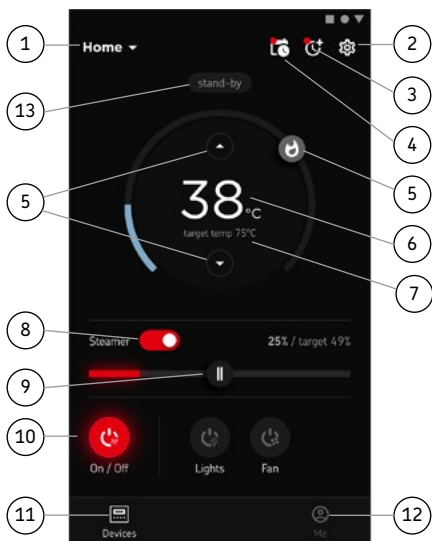 1
Home
2
3
4
13
stand-by
5
5
38°C
6
target temp 75°C
7
8
Steamer
25% / target 49%
9
10
On / Off
Lights
Fan
11
Devices
12
Me